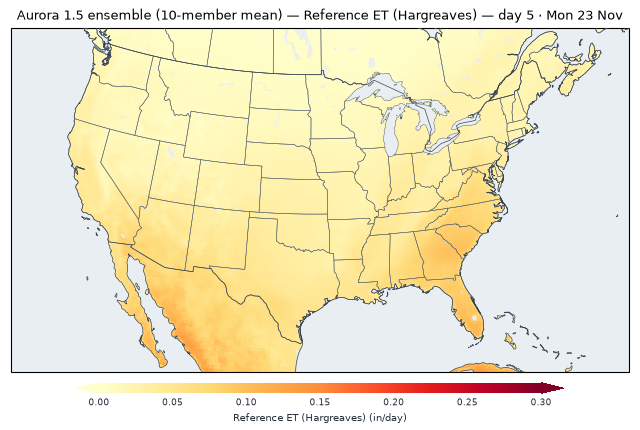 Aurora 1.5 ensemble (10-member mean) — Reference ET (Hargreaves) — day 5 · Mon 23 Nov
0.00 0.05 0.10 0.15 0.20 0.25 0.30
Reference ET (Hargreaves) (in/day)